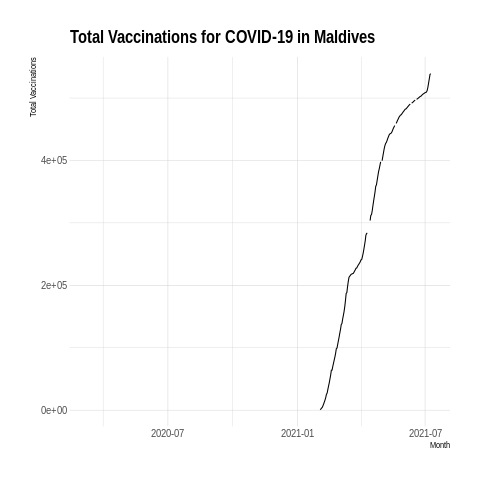 Total Vaccinations for COVID-19 in Maldives
Total Vaccinations
4e+05
2e+05
0e+00
2020-07 2021-01 2021-07
Month